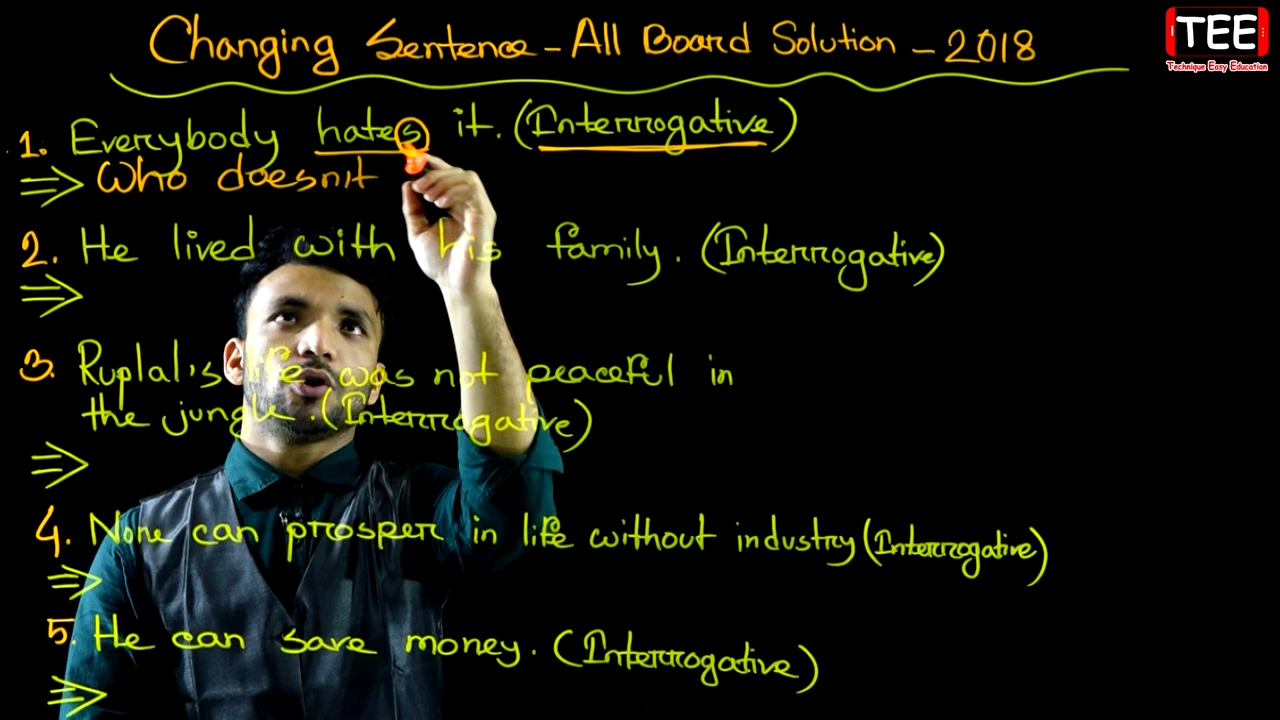 Changing Sentence - All Board Solution - 2018
TEE
Technique Easy Education
1. Everybody hates it. (Interrogative)
⇒ Who doesn't
2. He lived with his family. (Interrogative)
⇒
3. Ruplal's life was not peaceful in
the jungle. (Interrogative)
⇒
4. None can prosper in life without industry (Interrogative)
⇒
5. He can save money. (Interrogative)
⇒